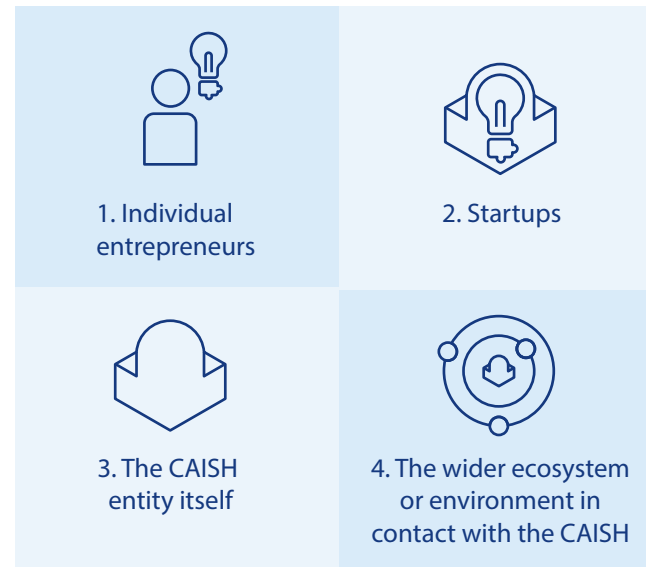 1. Individual
entrepreneurs
2. Startups
3. The CAISH
entity itself
4. The wider ecosystem
or environment in
contact with the CAISH